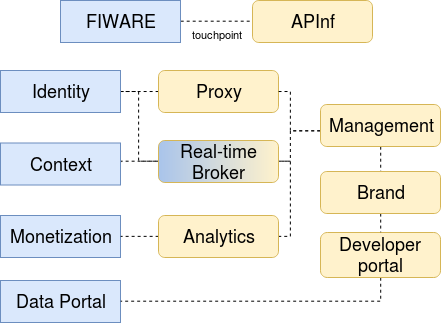 FIWARE
touchpoint
APInf
Identity
Proxy
Management
Context
Real-time
Broker
Brand
Monetization
Analytics
Developer
portal
Data Portal